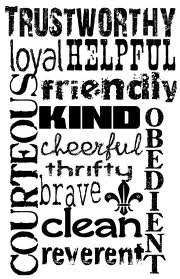 TRUSTWORTHY
loyal HELPFUL
friendly
COURTEOUS
KIND
OBEDIENT
cheerful
thrifty
brave
clean
reverent